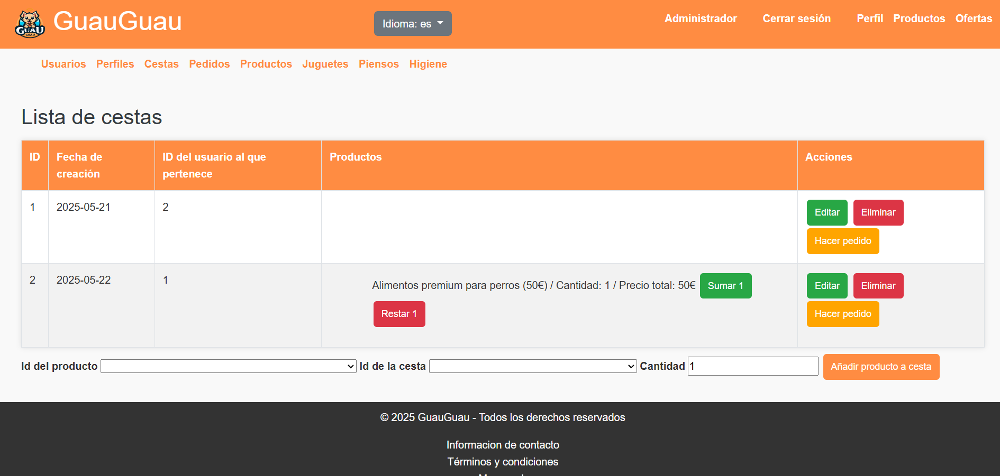 GUAU
GUAU
GuauGuau
Idioma: es
Administrador
Cerrar sesión
Perfil
Productos
Ofertas
Usuarios
Perfiles
Cestas
Pedidos
Productos
Juguetes
Piensos
Higiene
Lista de cestas
ID
Fecha de
creación
ID del usuario al que
pertenece
Productos
Acciones
1
2025-05-21
2
Editar
Eliminar
Hacer pedido
2
2025-05-22
1
Alimentos premium para perros (50€) / Cantidad: 1 / Precio total: 50€
Sumar 1
Restar 1
Editar
Eliminar
Hacer pedido
Id del producto
Id de la cesta
Cantidad
1
Añadir producto a cesta
© 2025 GuauGuau - Todos los derechos reservados
Informacion de contacto
Términos y condiciones